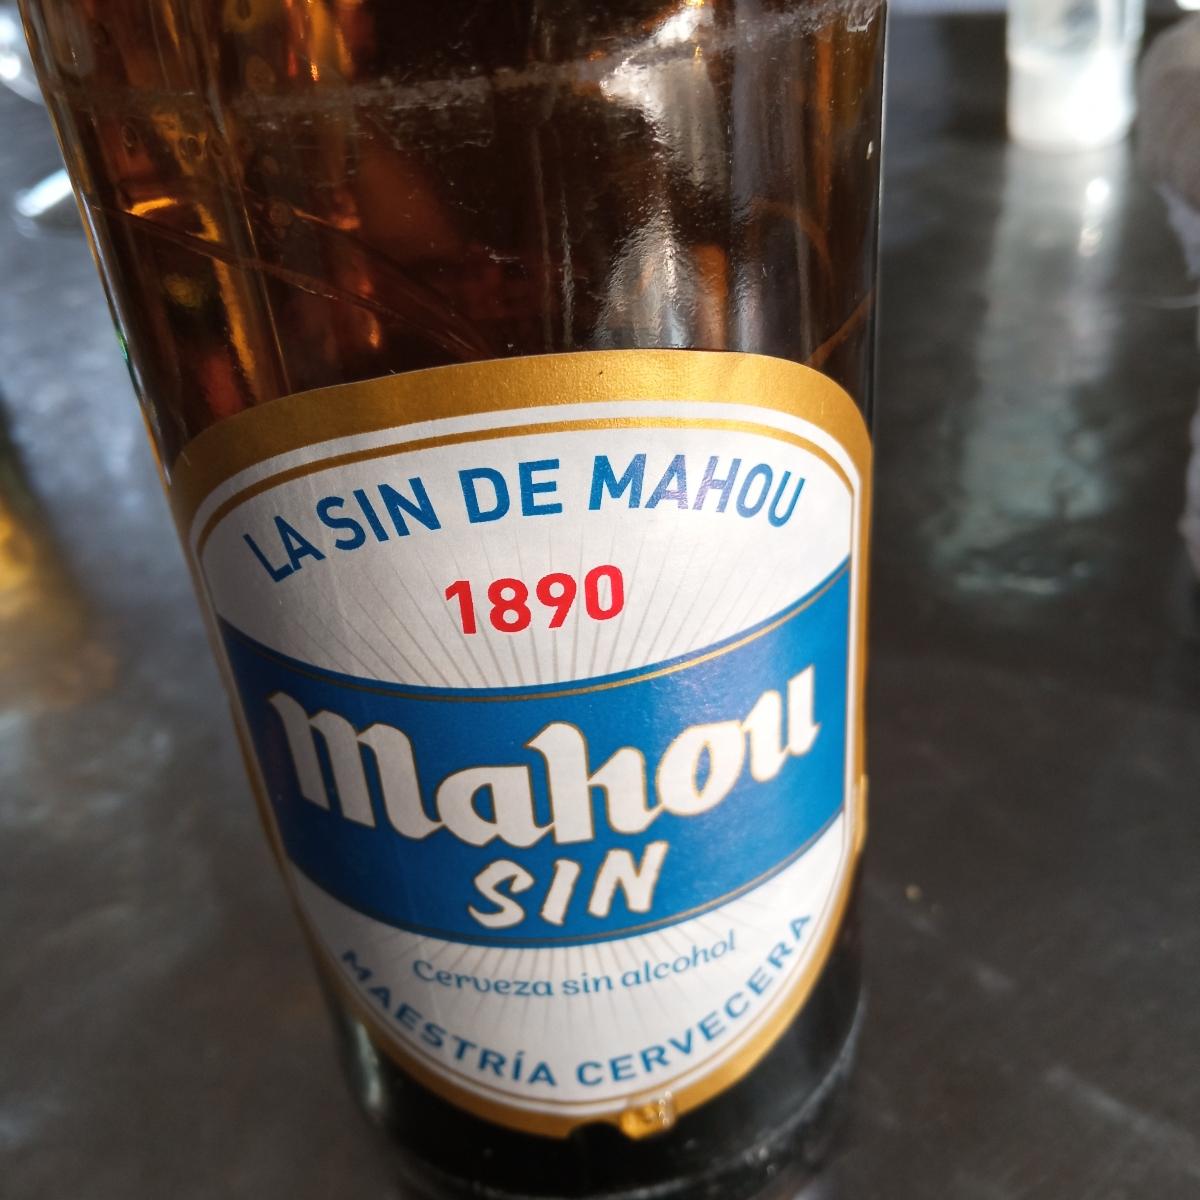 LA SIN DE MAHOU
1890
Mahou
SIN
Cerveza sin alcohol
MAESTRÍA CERVECERA